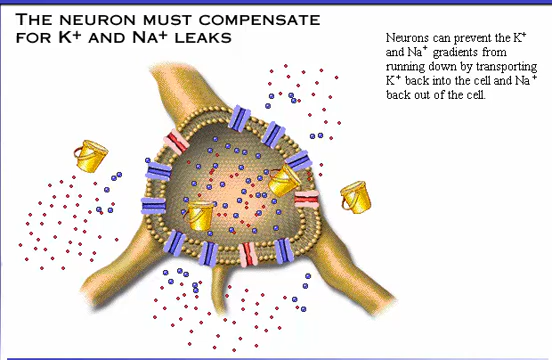 THE NEURON MUST COMPENSATE
FOR K+ AND NA+ LEAKS
Neurons can prevent the K+
and Na+ gradients from
running down by transporting
K+ back into the cell and Na+
back out of the cell.